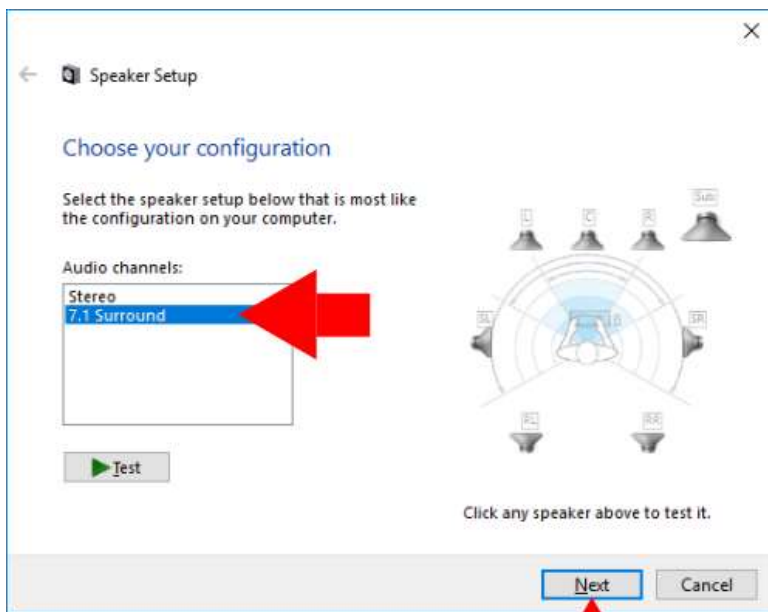 Speaker Setup
Choose your configuration
Select the speaker setup below that is most like
the configuration on your computer.
Audio channels:
Stereo
7.1 Surround
Test
L
C
R
Sub
SL
SR
RL
RR
Click any speaker above to test it.
Next
Cancel